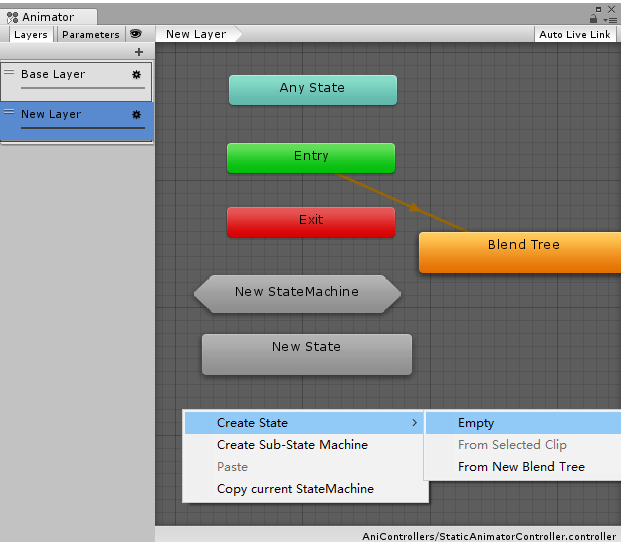 Animator
Layers Parameters New Layer Auto Live Link
+
Base Layer
New Layer
Any State
Entry
Exit
Blend Tree
New StateMachine
New State
Create State > Empty
Create Sub-State Machine From Selected Clip
Paste From New Blend Tree
Copy current StateMachine
AniControllers/StaticAnimatorController.controller